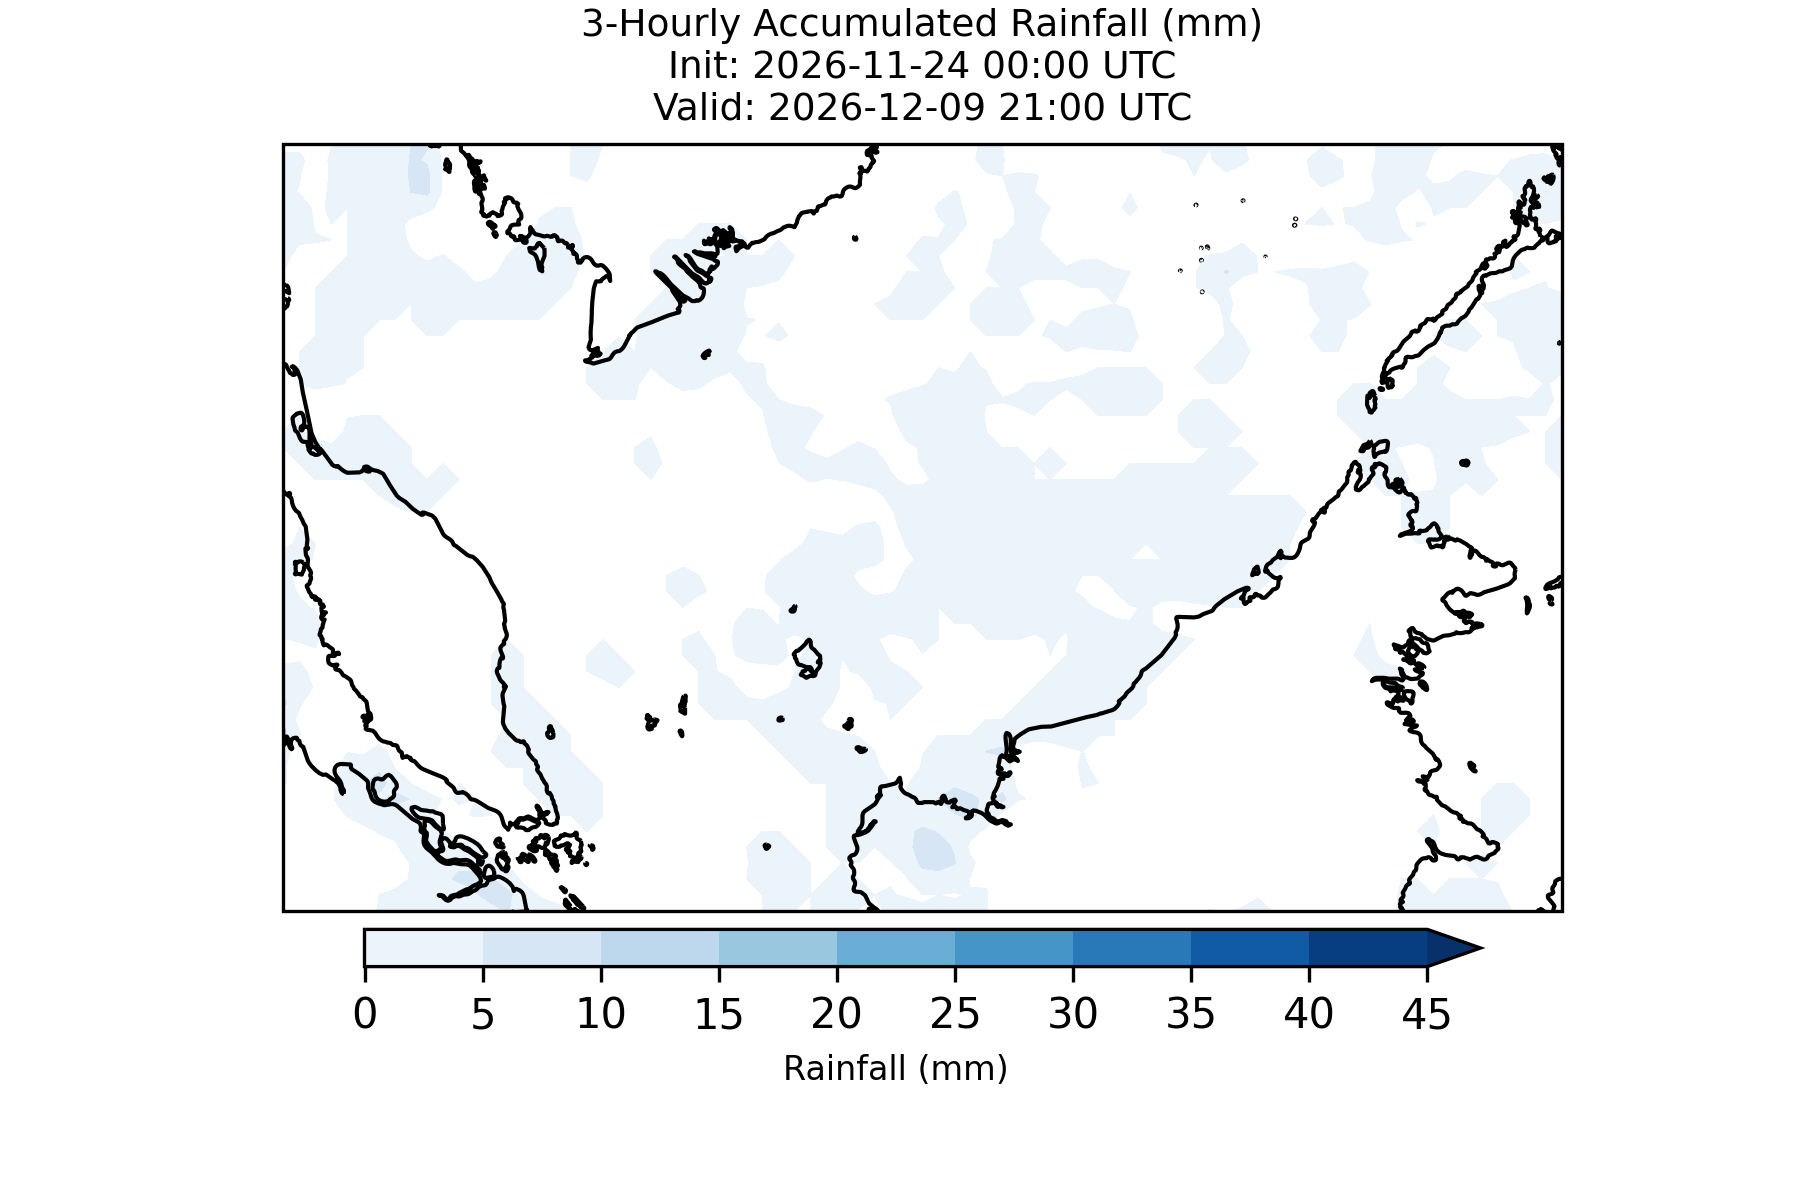 3-Hourly Accumulated Rainfall (mm)
Init: 2026-11-24 00:00 UTC
Valid: 2026-12-09 21:00 UTC
0 5 10 15 20 25 30 35 40 45
Rainfall (mm)